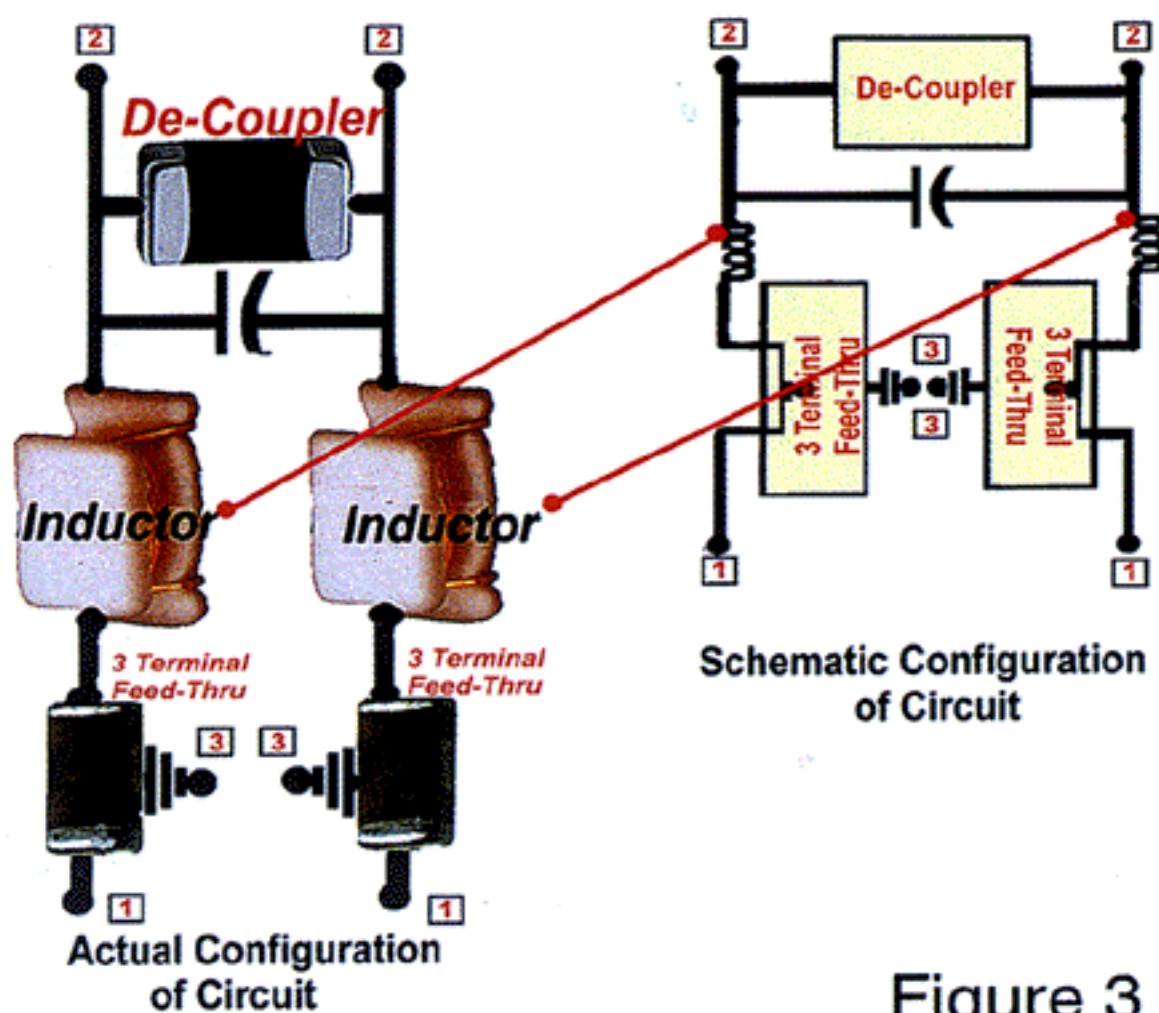 2
2
De-Coupler
Inductor
Inductor
3 Terminal
Feed-Thru
3 Terminal
Feed-Thru
3
3
1
1
Actual Configuration
of Circuit
2
2
De-Coupler
3 Terminal
Feed-Thru
3
3
3 Terminal
Feed-Thru
1
1
Schematic Configuration
of Circuit
Figure 3